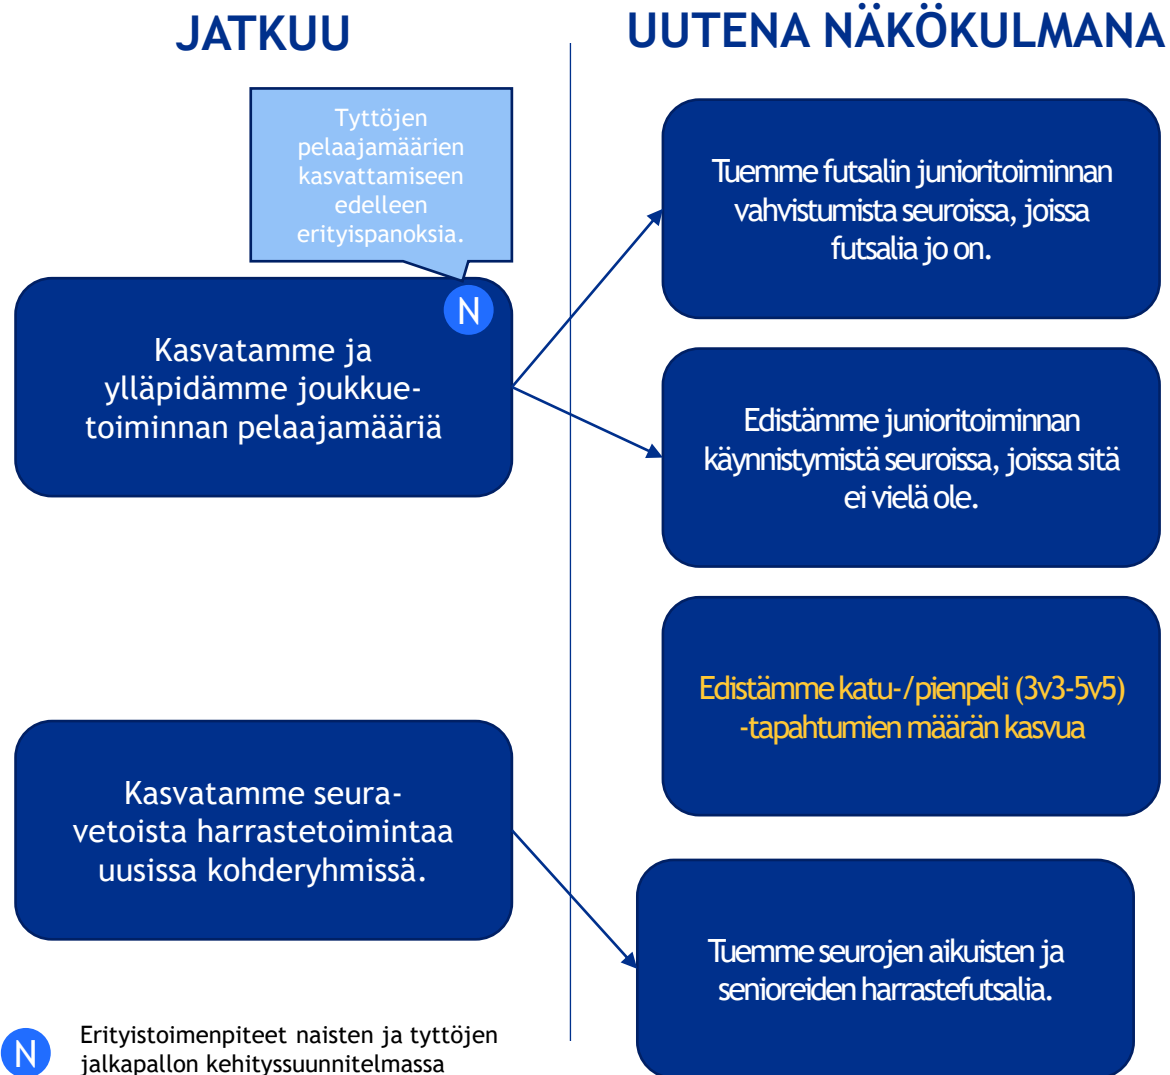 JATKUU
UUTENA NÄKÖKULMANA
Tyttöjen
pelaajamäärien
kasvattamiseen
edelleen
erityispanoksia.
N
Kasvatamme ja
ylläpidämme joukkue-
toiminnan pelaajamääriä
Tuemme futsalin junioritoiminnan
vahvistumista seuroissa, joissa
futsalia jo on.
Edistämme junioritoiminnan
käynnistymistä seuroissa, joissa sitä
ei vielä ole.
Edistämme katu-/pienpeli (3v3-5v5)
-tapahtumien määrän kasvua
Kasvatamme seura-
vetoista harrastetoimintaa
uusissa kohderyhmissä.
Tuemme seurojen aikuisten ja
senioreiden harrastefutsalia.
N
Erityistoimenpiteet naisten ja tyttöjen
jalkapallon kehityssuunnitelmassa